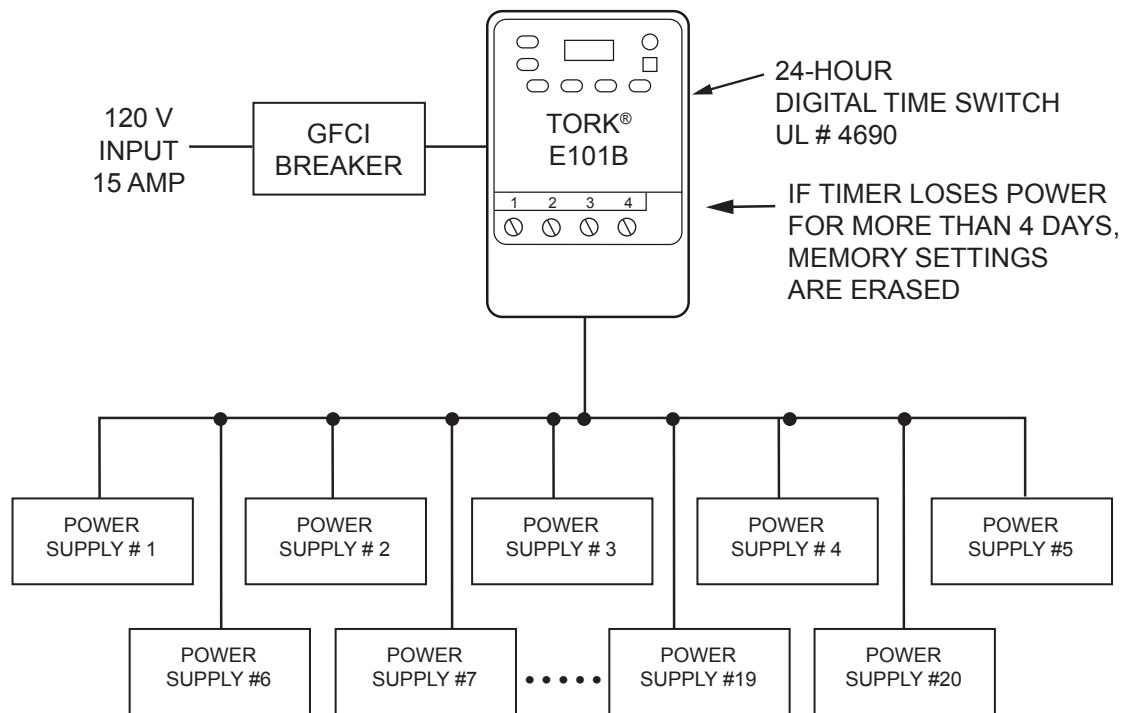 120 V
INPUT
15 AMP
GFCI
BREAKER
TORK®
E101B
1 2 3 4
24-HOUR
DIGITAL TIME SWITCH
UL # 4690
IF TIMER LOSES POWER
FOR MORE THAN 4 DAYS,
MEMORY SETTINGS
ARE ERASED
POWER
SUPPLY # 1
POWER
SUPPLY # 2
POWER
SUPPLY # 3
POWER
SUPPLY # 4
POWER
SUPPLY #5
POWER
SUPPLY #6
POWER
SUPPLY #7
POWER
SUPPLY #19
POWER
SUPPLY #20